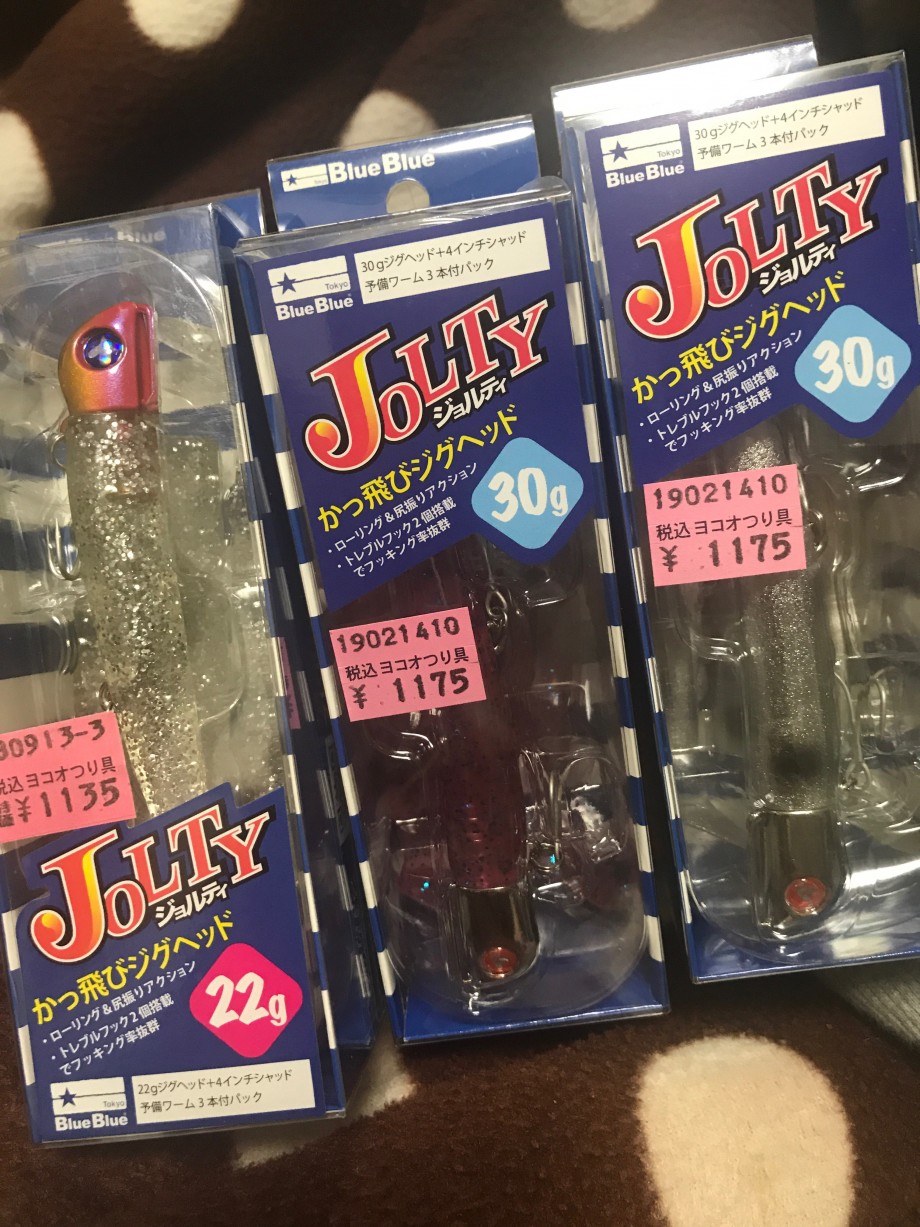 BlueBlue
80913-3
税込ヨコオつり具
¥1135
JOLTY
ジョルティ
かっ飛びジグヘッド
・ローリング&尻振りアクション
・トレブルフック2個搭載
でフッキング率抜群
22g
Tokyo
BlueBlue
22gジグヘッド+4インチシャッド
予備ワーム3本付パック
BlueBlue
Tokyo
BlueBlue
30gジグヘッド+4インチシャッド
予備ワーム3本付パック
JOLTY
ジョルティ
かっ飛びジグヘッド
・ローリング&尻振りアクション
・トレブルフック2個搭載
でフッキング率抜群
30g
19021410
税込ヨコオつり具
¥ 1175
Tokyo
BlueBlue
30gジグヘッド+4インチシャッド
予備ワーム3本付パック
JOLTY
ジョルティ
かっ飛びジグヘッド
・ローリング&尻振りアクション
・トレブルフック2個搭載
でフッキング率抜群
30g
19021410
税込ヨコオつり具
¥ 1175